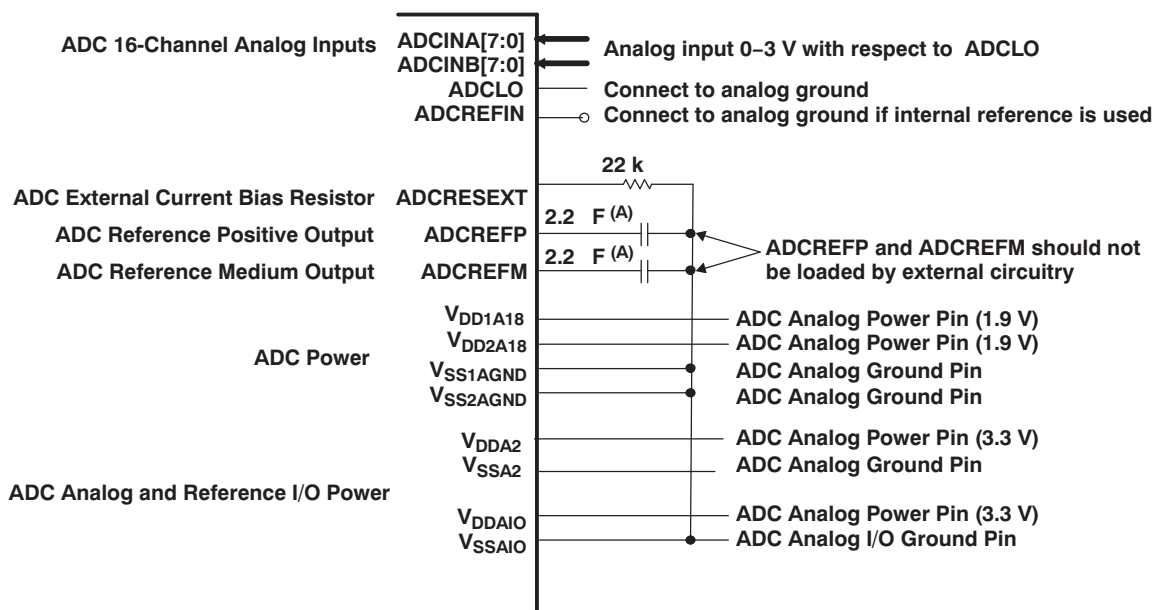 ADC 16-Channel Analog Inputs ADCINA[7:0] Analog input 0–3 V with respect to ADCLO
ADCINB[7:0]
ADCLO Connect to analog ground
ADCREFIN Connect to analog ground if internal reference is used
22 k
ADC External Current Bias Resistor ADCRESEXT
2.2 F (A)
ADC Reference Positive Output ADCREFP
2.2 F (A)
ADC Reference Medium Output ADCREFM
ADCREFP and ADCREFM should not
be loaded by external circuitry
VDD1A18 ADC Analog Power Pin (1.9 V)
VDD2A18 ADC Analog Power Pin (1.9 V)
ADC Power
VSS1AGND ADC Analog Ground Pin
VSS2AGND ADC Analog Ground Pin
VDDA2 ADC Analog Power Pin (3.3 V)
VSSA2 ADC Analog Ground Pin
ADC Analog and Reference I/O Power
VDDAIO ADC Analog Power Pin (3.3 V)
VSSAIO ADC Analog I/O Ground Pin